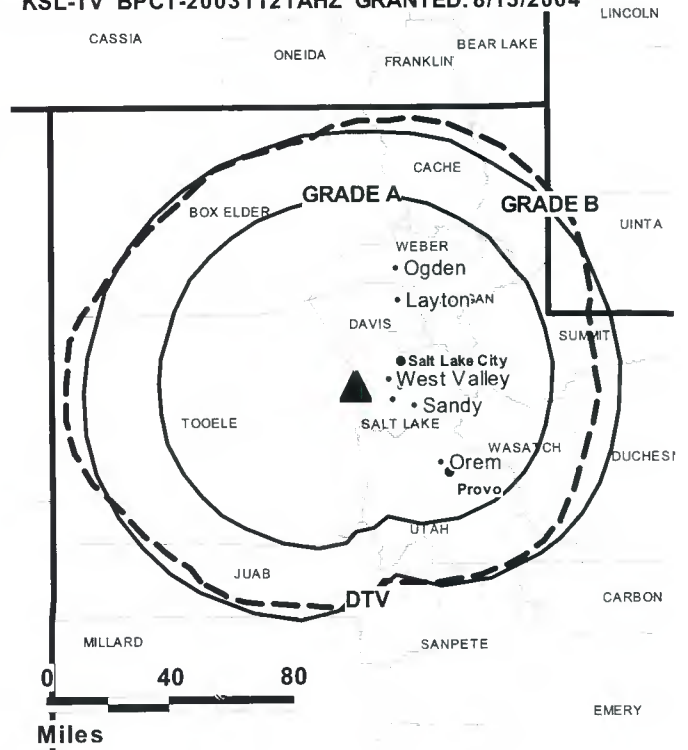 KSL-TV BPCT-20031121AHZ GRANTED: 8/13/2004
LINCOLN
CASSIA
ONEIDA
FRANKLIN
BEAR LAKE
CACHE
GRADE A
GRADE B
BOX ELDER
UINTA
WEBER
Ogden
Layton
DAVIS
SUMMIT
Salt Lake City
West Valley
Sandy
TOOELE
SALT LAKE
WASATCH
DUCHES
Orem
Provo
UTAH
JUAB
DTV
CARBON
MILLARD
SANPETE
0 40 80
EMERY
Miles